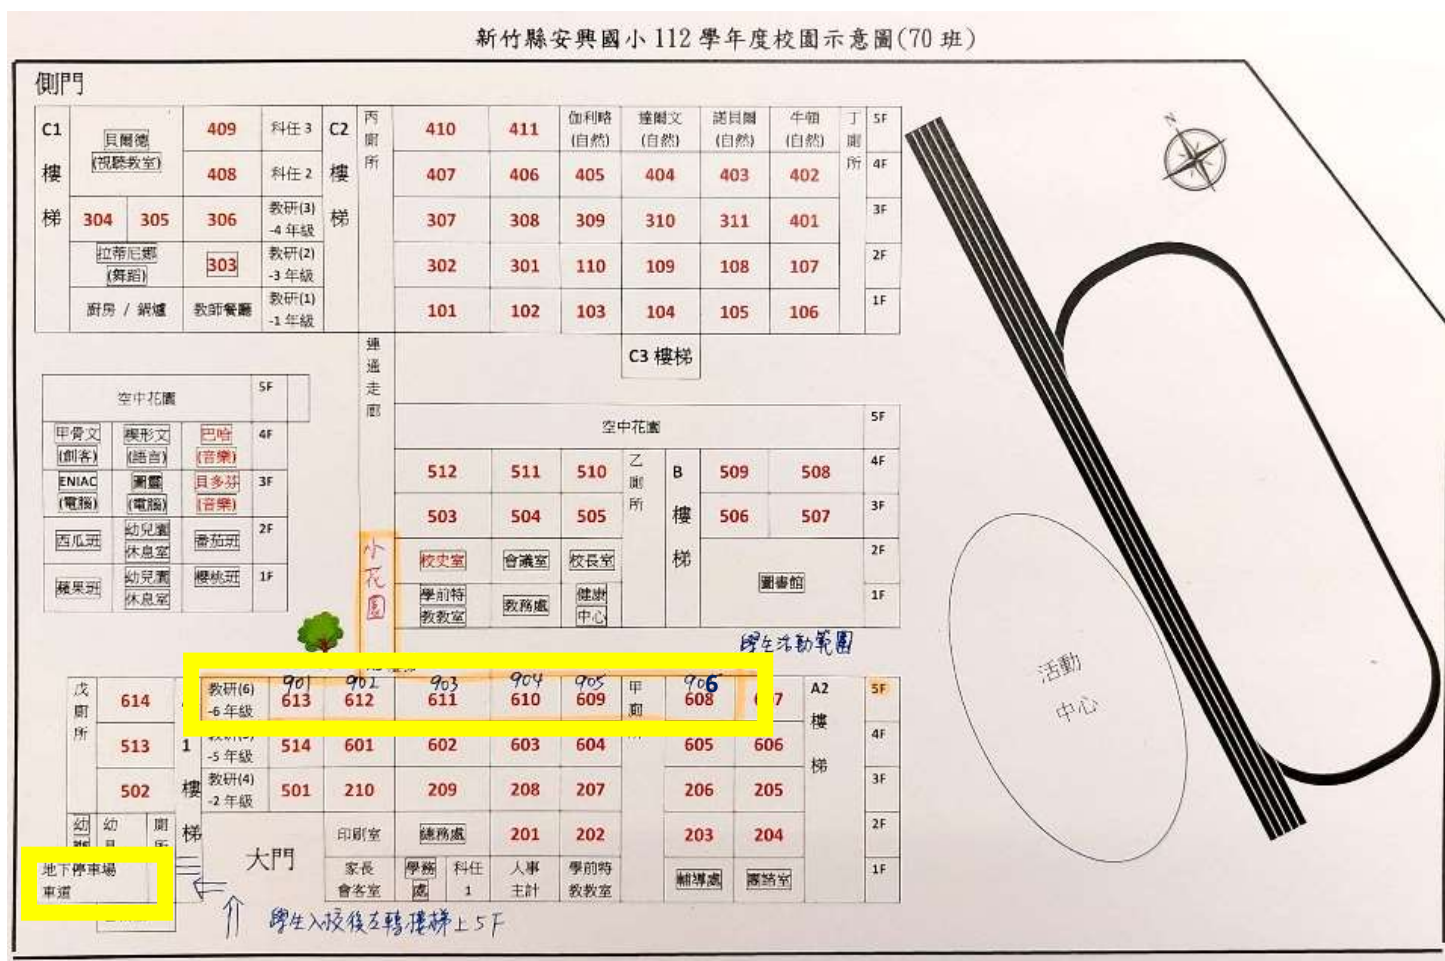 新竹縣安興國小 112 學年度校園示意圖(70 班)
側門
C1 樓梯
貝爾德 (視聽教室)
409
科任 3
C2 樓梯
丙廁所
410
411
伽利略 (自然)
達爾文 (自然)
諾貝爾 (自然)
牛頓 (自然)
丁廁所
5F
408
科任 2
407
406
405
404
403
402
4F
304
305
306
教研(3) -4 年級
307
308
309
310
311
401
3F
拉蒂尼娜 (舞蹈)
303
教研(2) -3 年級
302
301
110
109
108
107
2F
廚房 / 鍋爐
教師餐廳
教研(1) -1 年級
101
102
103
104
105
106
1F
連通走廊
C3 樓梯
N
空中花園
5F
甲骨文 (創客)
楔形文 (語言)
巴哈 (音樂)
4F
ENIAC (電腦)
圖靈 (電腦)
貝多芬 (音樂)
3F
西瓜班
幼兒園休息室
番茄班
2F
蘋果班
幼兒園休息室
櫻桃班
1F
空中花園
5F
512
511
510
乙廁所
B 樓梯
509
508
4F
503
504
505
506
507
3F
校史室
會議室
校長室
圖書館
2F
學前特教教室
教務處
健康中心
1F
小花園
學生活動範圍
活動中心
戊廁所
614
教研(6) -6 年級
901
902
903
904
905
906
613
612
611
610
609
甲廁
608
A2 樓梯
5F
513
1 樓梯
-5 年級
514
601
602
603
604
605
606
4F
502
教研(4) -2 年級
501
210
209
208
207
206
205
3F
幼
幼
廁
大門
印刷室
總務處
201
202
203
204
2F
地下停車場
車道
家長會客室
學務處
科任 1
人事主計
學前特教教室
輔導處
團諮室
1F
學生入校後左轉樓梯上 5F